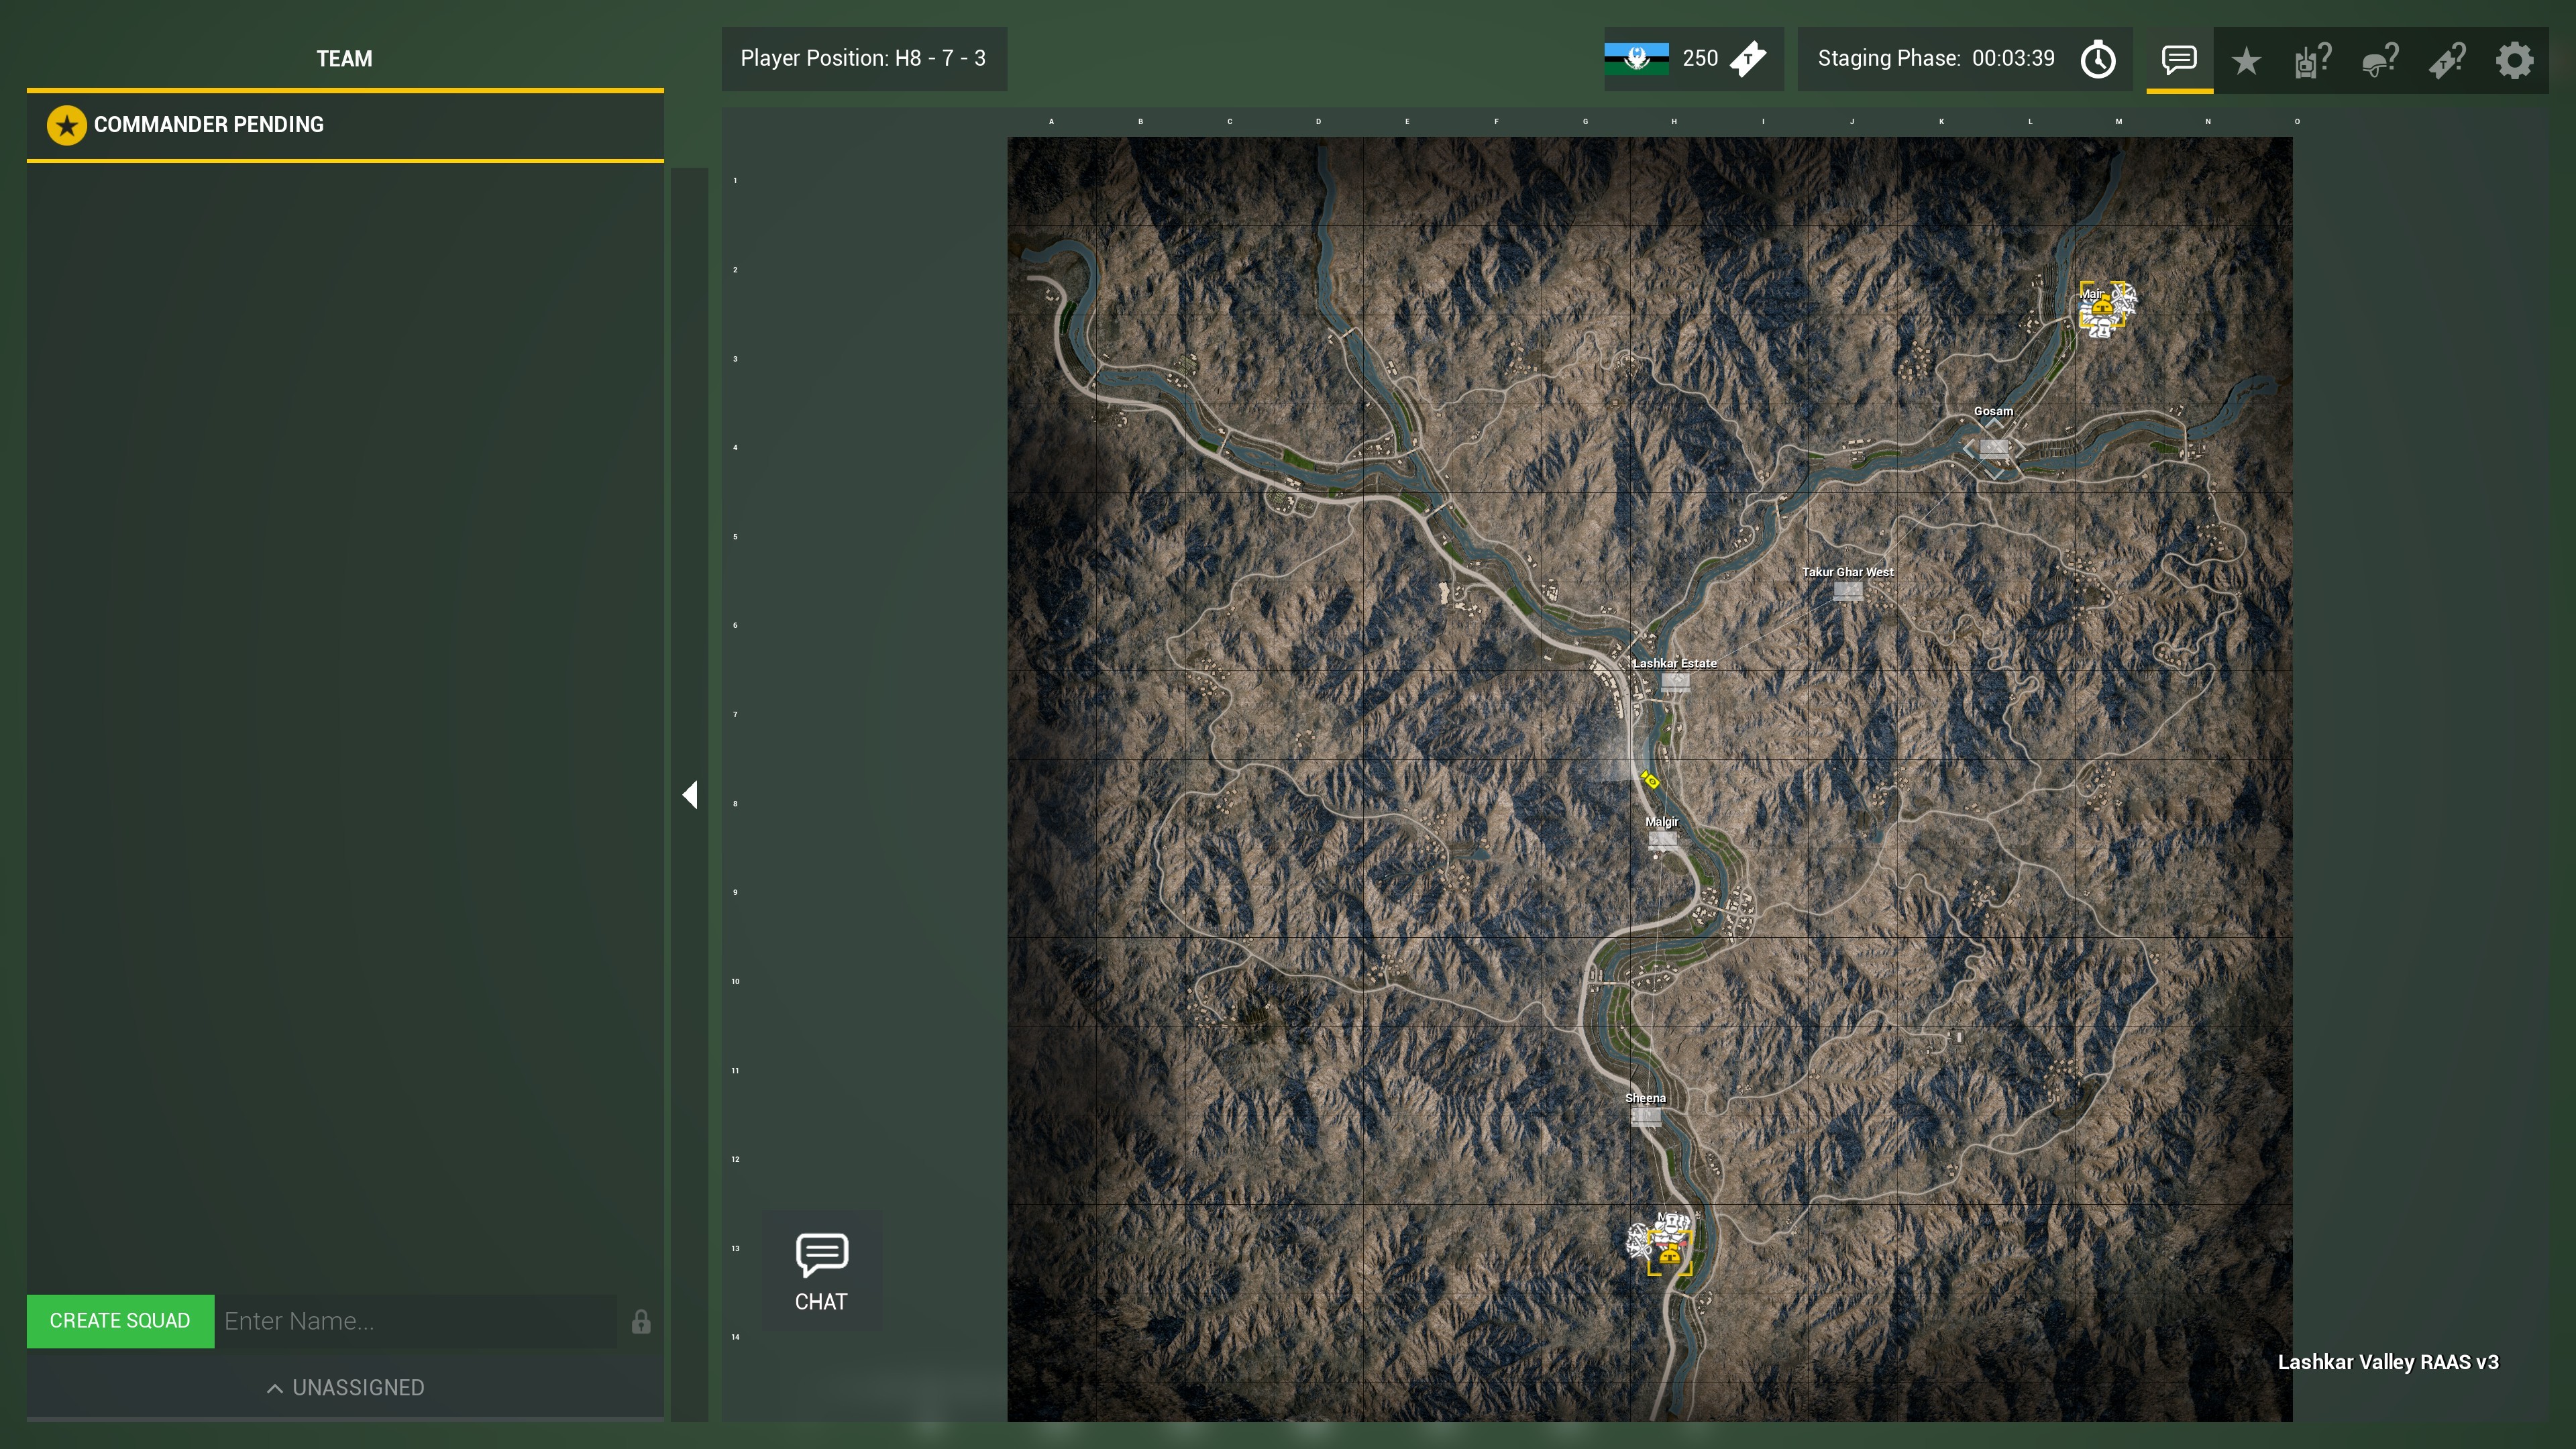 TEAM
Player Position: H8 - 7 - 3
250
Staging Phase: 00:03:39
COMMANDER PENDING
A B C D E F G H I J K L M N O
1
2
Main
3
Gosam
4
5
Takur Ghar West
6
Lashkar Estate
7
8
Malgir
9
10
11
Sheena
12
13
CHAT
CREATE SQUAD
Enter Name...
14
Lashkar Valley RAAS v3
UNASSIGNED